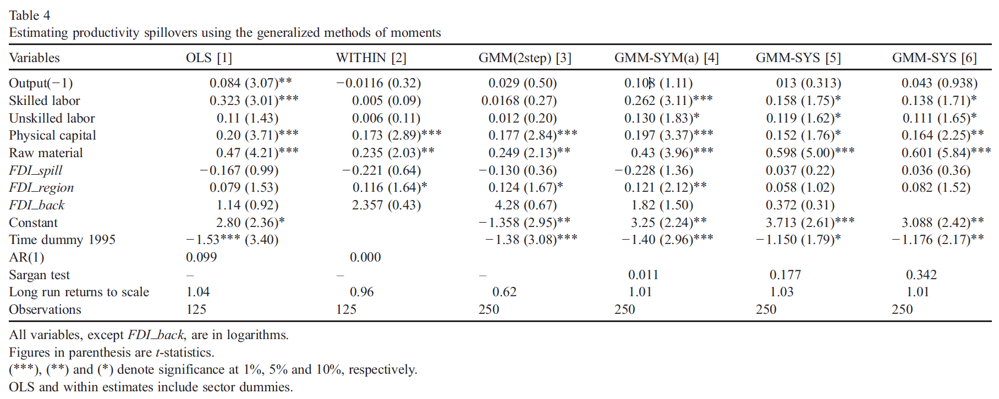 Table 4
Estimating productivity spillovers using the generalized methods of moments
Variables OLS [1] WITHIN [2] GMM(2step) [3] GMM-SYM(a) [4] GMM-SYS [5] GMM-SYS [6]
Output(−1) 0.084 (3.07)** −0.0116 (0.32) 0.029 (0.50) 0.108 (1.11) 013 (0.313) 0.043 (0.938)
Skilled labor 0.323 (3.01)*** 0.005 (0.09) 0.0168 (0.27) 0.262 (3.11)*** 0.158 (1.75)* 0.138 (1.71)*
Unskilled labor 0.11 (1.43) 0.006 (0.11) 0.012 (0.20) 0.130 (1.83)* 0.119 (1.62)* 0.111 (1.65)*
Physical capital 0.20 (3.71)*** 0.173 (2.89)*** 0.177 (2.84)*** 0.197 (3.37)*** 0.152 (1.76)* 0.164 (2.25)**
Raw material 0.47 (4.21)*** 0.235 (2.03)** 0.249 (2.13)** 0.43 (3.96)*** 0.598 (5.00)*** 0.601 (5.84)***
FDI_spill −0.167 (0.99) −0.221 (0.64) −0.130 (0.36) −0.228 (1.36) 0.037 (0.22) 0.036 (0.36)
FDI_region 0.079 (1.53) 0.116 (1.64)* 0.124 (1.67)* 0.121 (2.12)** 0.058 (1.02) 0.082 (1.52)
FDI_back 1.14 (0.92) 2.357 (0.43) 4.28 (0.67) 1.82 (1.50) 0.372 (0.31)
Constant 2.80 (2.36)* −1.358 (2.95)** 3.25 (2.24)** 3.713 (2.61)*** 3.088 (2.42)**
Time dummy 1995 −1.53*** (3.40) −1.38 (3.08)*** −1.40 (2.96)*** −1.150 (1.79)* −1.176 (2.17)**
AR(1) 0.099 0.000
Sargan test – – – 0.011 0.177 0.342
Long run returns to scale 1.04 0.96 0.62 1.01 1.03 1.01
Observations 125 125 250 250 250 250
All variables, except FDI_back, are in logarithms.
Figures in parenthesis are t-statistics.
(***), (**) and (*) denote significance at 1%, 5% and 10%, respectively.
OLS and within estimates include sector dummies.